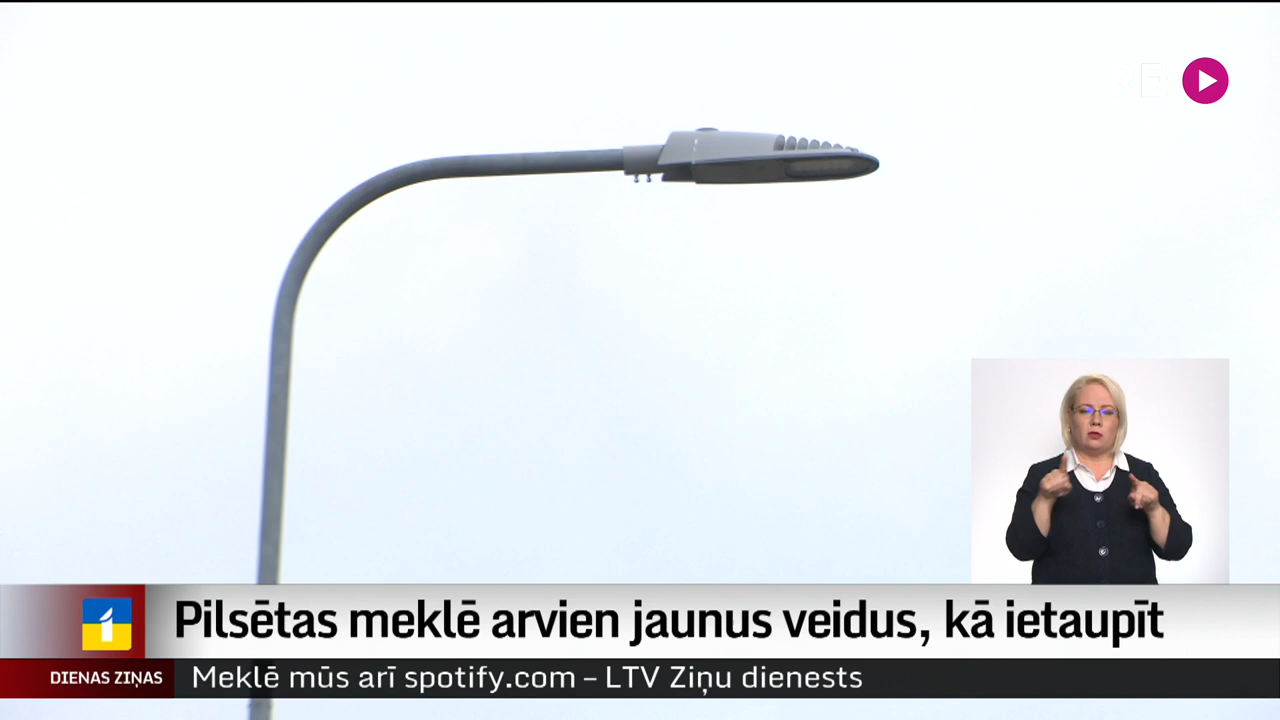 Pilsētas meklē arvien jaunus veidus, kā ietaupīt
DIENAS ZIŅAS
Meklē mūs arī spotify.com – LTV Ziņu dienests